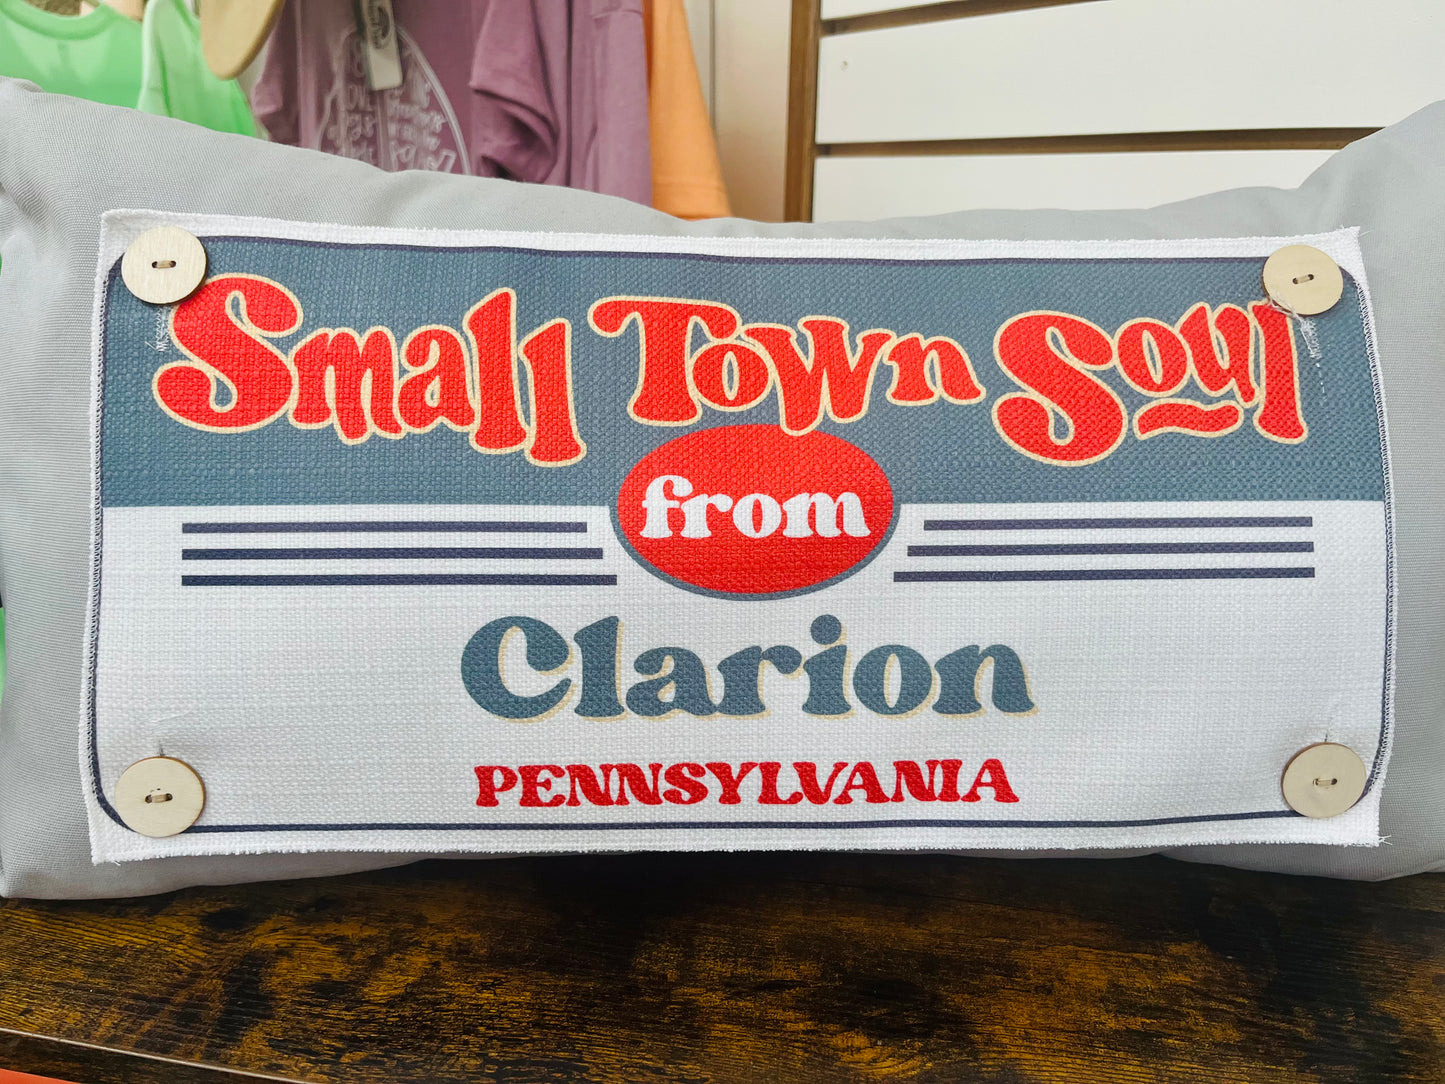 Small Town Soul
from
Clarion
PENNSYLVANIA